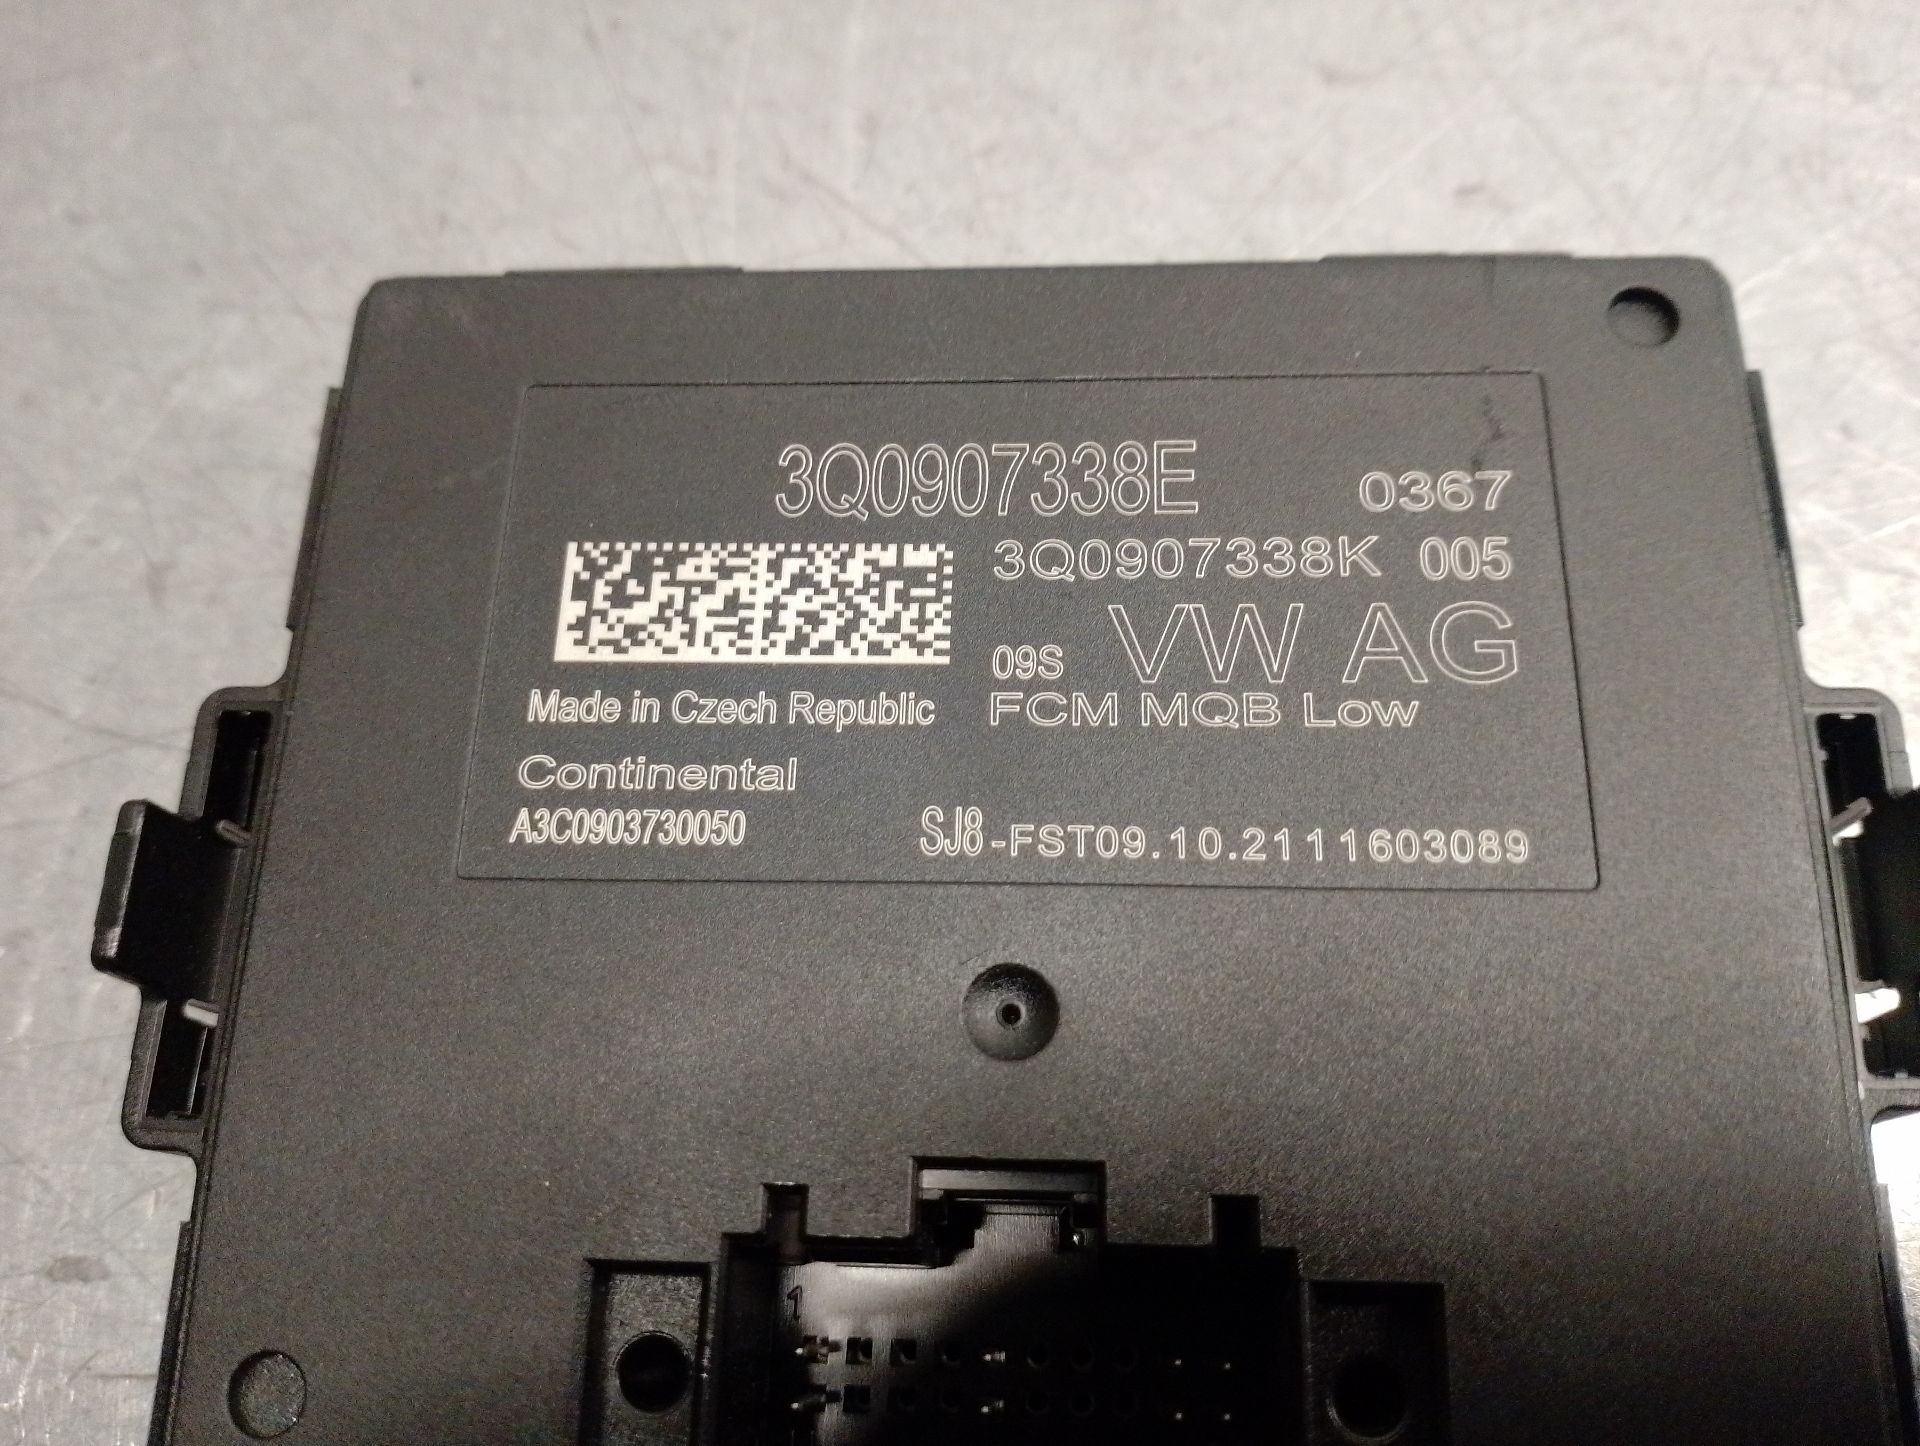 3Q0907338E 0367
3Q0907338K 005
09S VW AG
Made in Czech Republic FCM MQB Low
Continental
A3C0903730050 SJ8-FST09.10.2111603089
1